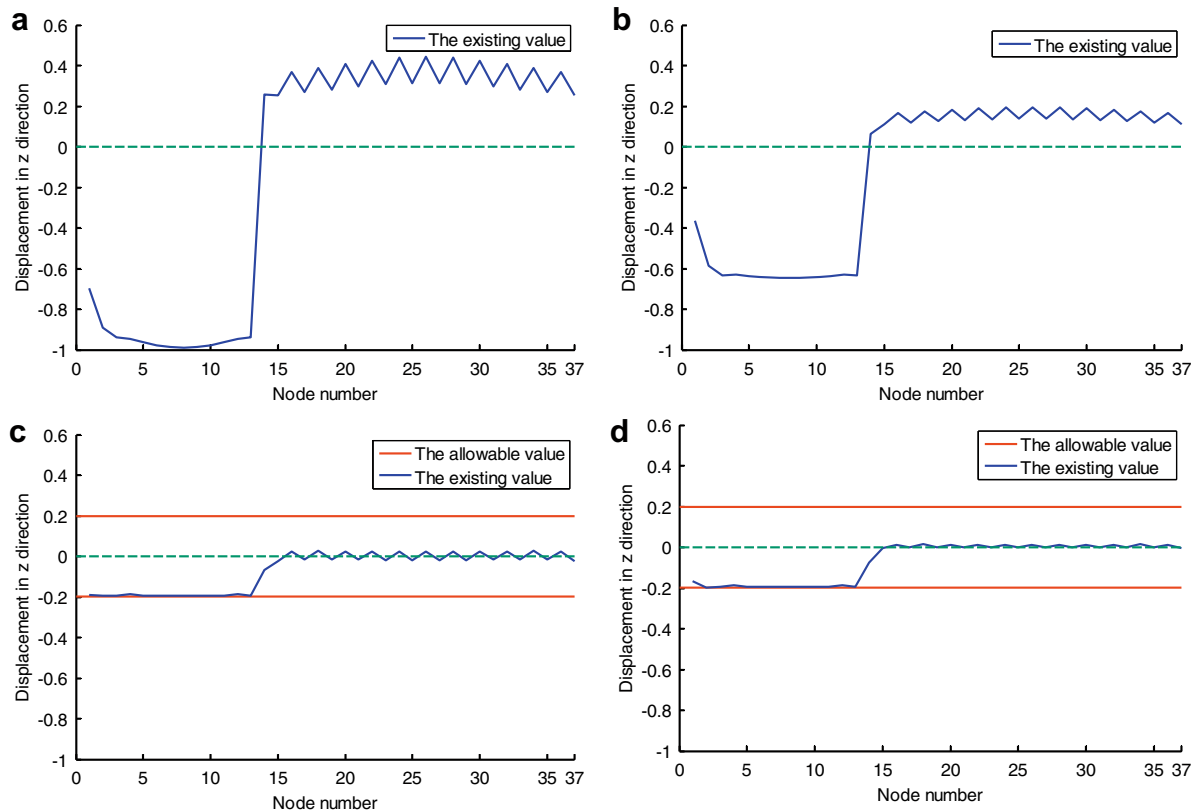 a
0.6
0.4
0.2
0
-0.2
-0.4
-0.6
-0.8
-1
Displacement in z direction
The existing value
0 5 10 15 20 25 30 35 37
Node number
b
0.6
0.4
0.2
0
-0.2
-0.4
-0.6
-0.8
-1
Displacement in z direction
The existing value
0 5 10 15 20 25 30 35 37
Node number
c
0.6
0.4
0.2
0
-0.2
-0.4
-0.6
-0.8
-1
Displacement in z direction
The allowable value
The existing value
0 5 10 15 20 25 30 35 37
Node number
d
0.6
0.4
0.2
0
-0.2
-0.4
-0.6
-0.8
-1
Displacement in z direction
The allowable value
The existing value
0 5 10 15 20 25 30 35 37
Node number